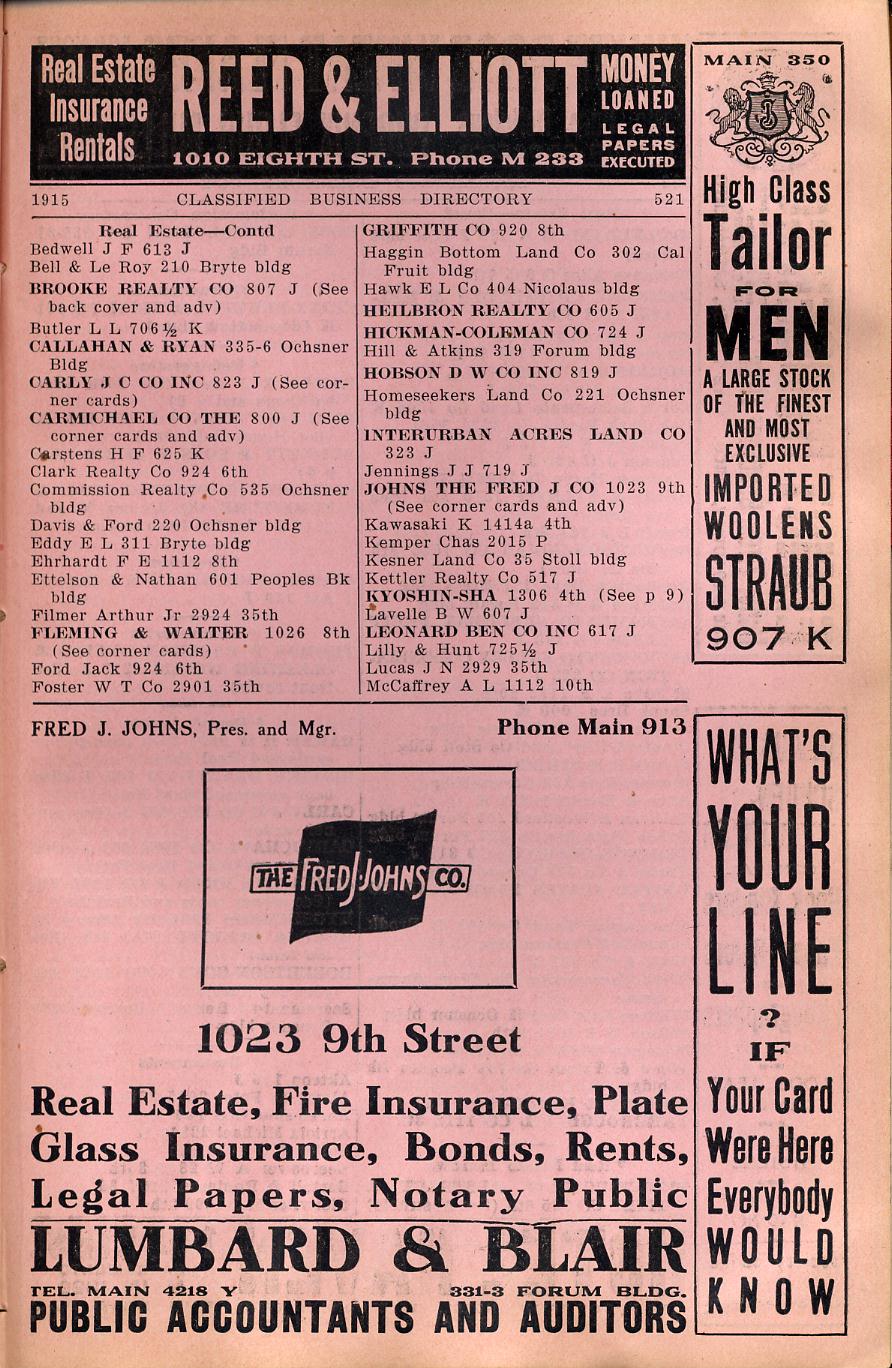 Real Estate
Insurance
Rentals
REED & ELLIOTT
1010 EIGHTH ST. Phone M 233
MONEY
LOANED
LEGAL
PAPERS
EXECUTED
1915 CLASSIFIED BUSINESS DIRECTORY 521
Real Estate—Contd
Bedwell J F 613 J
Bell & Le Roy 210 Bryte bldg
BROOKE REALTY CO 807 J (See
back cover and adv)
Butler L L 706½ K
CALLAHAN & RYAN 335-6 Ochsner
Bldg
CARLY J C CO INC 823 J (See cor-
ner cards)
CARMICHAEL CO THE 800 J (See
corner cards and adv)
Carstens H F 625 K
Clark Realty Co 924 6th
Commission Realty Co 535 Ochsner
bldg
Davis & Ford 220 Ochsner bldg
Eddy E L 311 Bryte bldg
Ehrhardt F E 1112 8th
Ettelson & Nathan 601 Peoples Bk
bldg
Filmer Arthur Jr 2924 35th
FLEMING & WALTER 1026 8th
(See corner cards)
Ford Jack 924 6th
Foster W T Co 2901 35th
GRIFFITH CO 920 8th
Haggin Bottom Land Co 302 Cal
Fruit bldg
Hawk E L Co 404 Nicolaus bldg
HEILBRON REALTY CO 605 J
HICKMAN-COLEMAN CO 724 J
Hill & Atkins 319 Forum bldg
HOBSON D W CO INC 819 J
Homeseekers Land Co 221 Ochsner
bldg
INTERURBAN ACRES LAND CO
323 J
Jennings J J 719 J
JOHNS THE FRED J CO 1023 9th
(See corner cards and adv)
Kawasaki K 1414a 4th
Kemper Chas 2015 P
Kesner Land Co 35 Stoll bldg
Kettler Realty Co 517 J
KYOSHIN-SHA 1306 4th (See p 9)
Lavelle B W 607 J
LEONARD BEN CO INC 617 J
Lilly & Hunt 725½ J
Lucas J N 2929 35th
McCaffrey A L 1112 10th
MAIN 350
S
High Class
Tailor
FOR
MEN
A LARGE STOCK
OF THE FINEST
AND MOST
EXCLUSIVE
IMPORTED
WOOLENS
STRAUB
907 K
FRED J. JOHNS, Pres. and Mgr. Phone Main 913
THE FRED J. JOHNS CO.
1023 9th Street
Real Estate, Fire Insurance, Plate
Glass Insurance, Bonds, Rents,
Legal Papers, Notary Public
LUMBARD & BLAIR
TEL. MAIN 4218 Y 331-3 FORUM BLDG.
PUBLIC ACCOUNTANTS AND AUDITORS
WHAT'S
YOUR
LINE
?
IF
Your Card
Were Here
Everybody
WOULD
KNOW